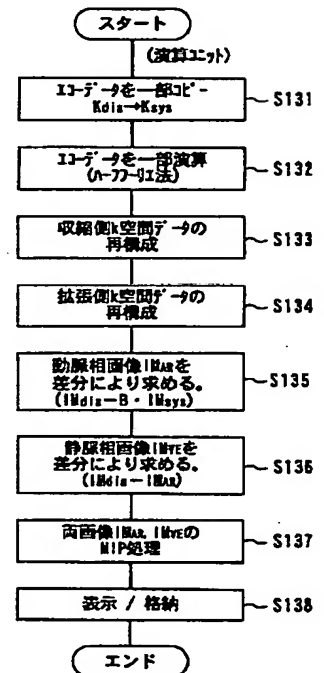 スタート
(演算ユニット)
エコーデータを一部コピー
Kdis→Ksys
S131
エコーデータを一部演算
(ハーフフーリエ法)
S132
収縮側k空間データの
再構成
S133
拡張側k空間データの
再構成
S134
動脈相画像IMARを
差分により求める。
(IMdis－B・IMsys)
S135
静脈相画像IMVEを
差分により求める。
(IMdis－IMAR)
S136
両画像IMAR, IMVEの
MIP処理
S137
表示 / 格納
S138
エンド